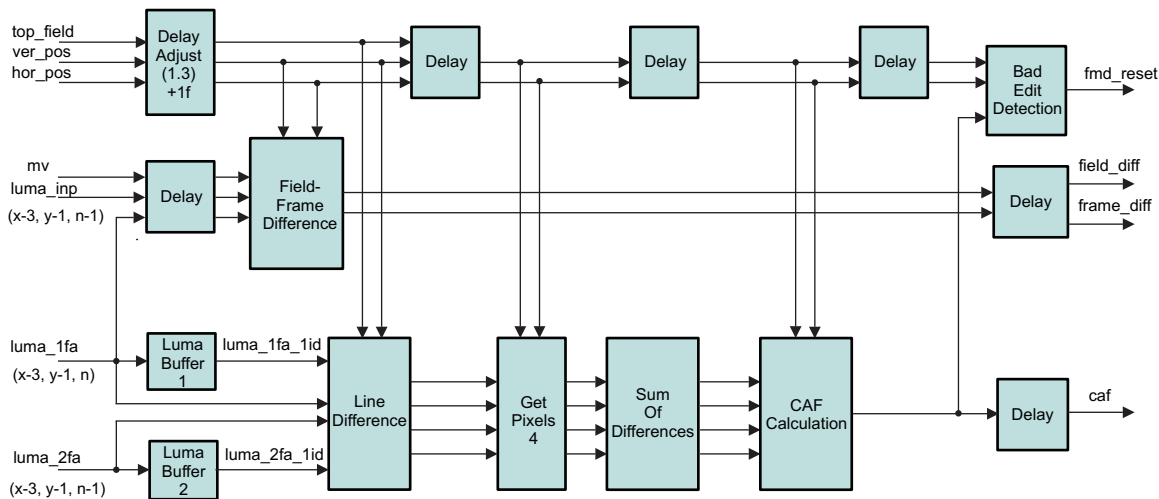 top_field
ver_pos
hor_pos
Delay
Adjust
(1.3)
+1f
Delay
Delay
Delay
Bad
Edit
Detection
fmd_reset
mv
luma_inp
(x-3, y-1, n-1)
Delay
Field-
Frame
Difference
Delay
field_diff
frame_diff
luma_1fa
(x-3, y-1, n)
Luma
Buffer
1
luma_1fa_1id
luma_2fa
(x-3, y-1, n-1)
Luma
Buffer
2
luma_2fa_1id
Line
Difference
Get
Pixels
4
Sum
Of
Differences
CAF
Calculation
Delay
caf